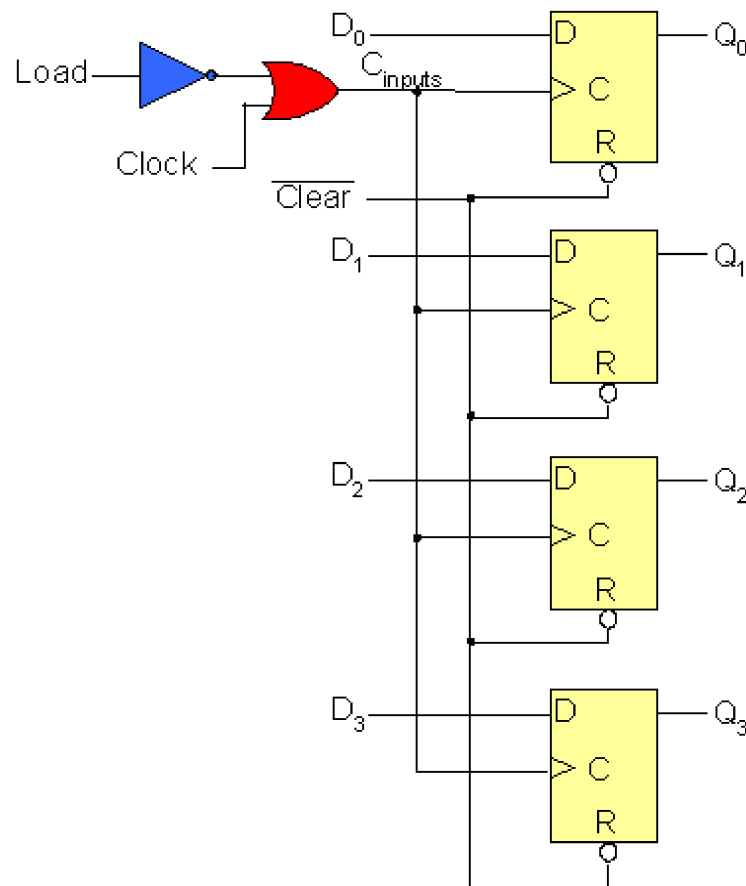 D0 D Q0
Load Cinputs C
R
Clock
Clear
D1 D Q1
C
R
D2 D Q2
C
R
D3 D Q3
C
R